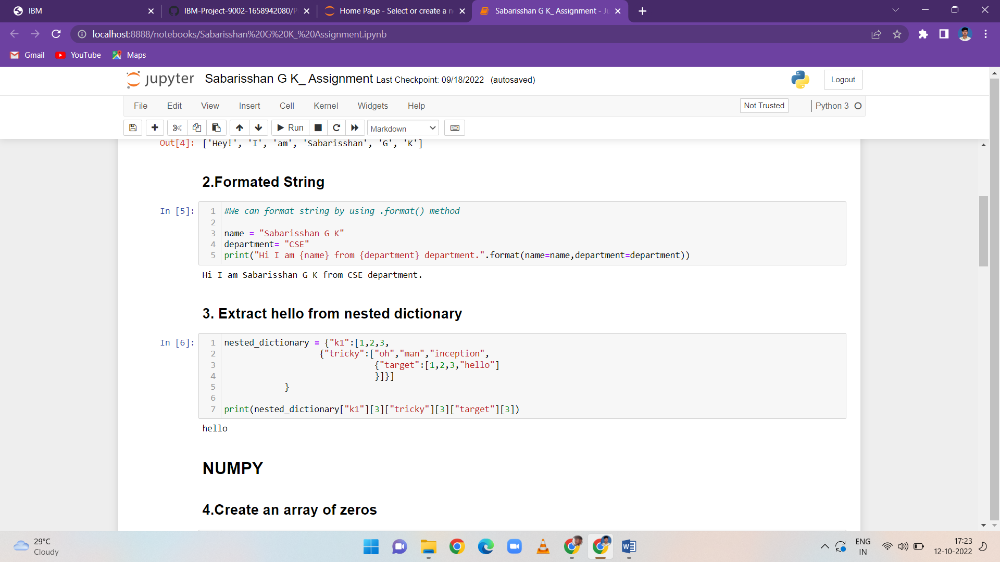 IBM
IBM-Project-9002-1658942080/P
Home Page - Select or create a n
Sabarisshan G K_ Assignment - Ju
localhost:8888/notebooks/Sabarisshan%20G%20K_%20Assignment.ipynb
Gmail
YouTube
Maps
jupyter
Sabarisshan G K_ Assignment Last Checkpoint: 09/18/2022 (autosaved)
Logout
File Edit View Insert Cell Kernel Widgets Help
Not Trusted
Python 3
Run
Markdown
Out[4]: ['Hey!', 'I', 'am', 'Sabarisshan', 'G', 'K']
2.Formated String
In [5]:
1 #We can format string by using .format() method
2
3 name = "Sabarisshan G K"
4 department= "CSE"
5 print("Hi I am {name} from {department} department.".format(name=name,department=department))
Hi I am Sabarisshan G K from CSE department.
3. Extract hello from nested dictionary
In [6]:
1 nested_dictionary = {"k1":[1,2,3,
2 {"tricky":["oh","man","inception",
3 {"target":[1,2,3,"hello"]
4 }]}]
5 }
6
7 print(nested_dictionary["k1"][3]["tricky"][3]["target"][3])
hello
NUMPY
4.Create an array of zeros
29°C
Cloudy
ENG
IN
17:23
12-10-2022